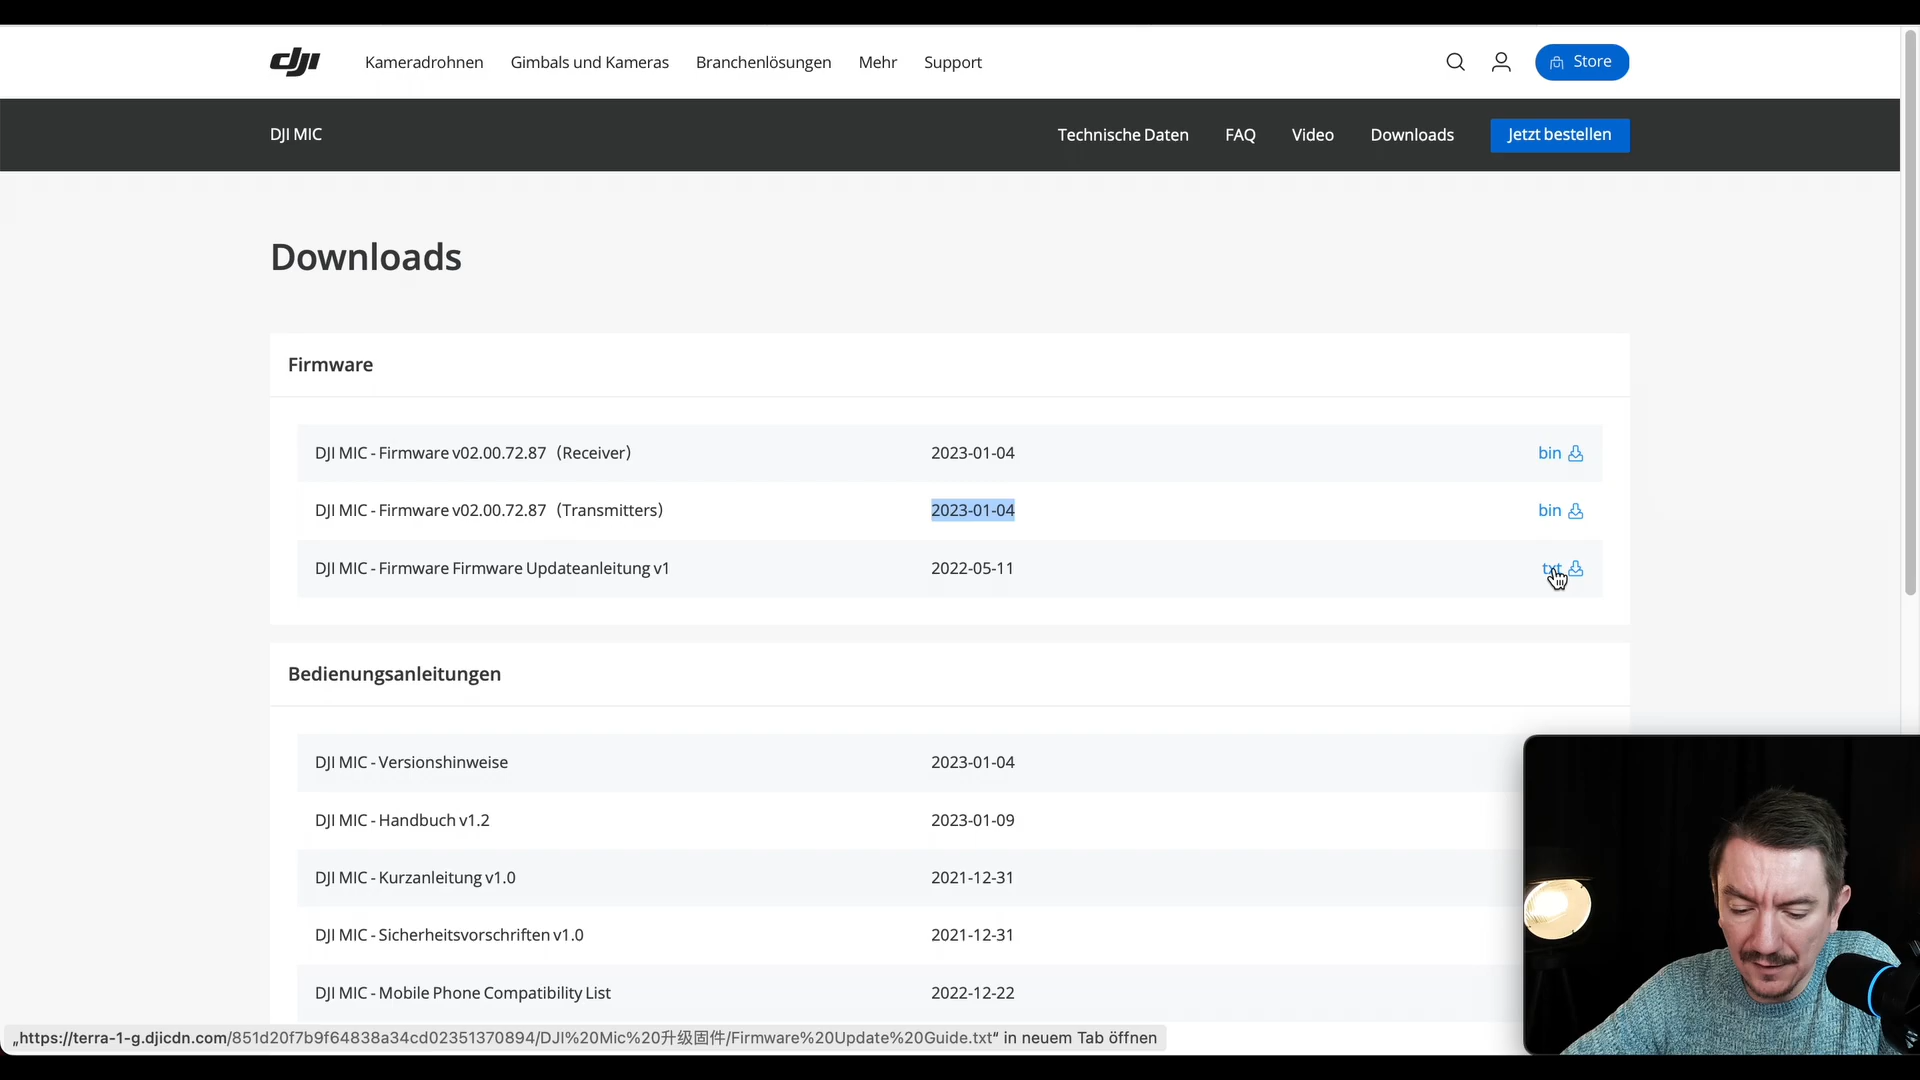 dji
Kameradrohnen Gimbals und Kameras Branchenlösungen Mehr Support Store
DJI MIC Technische Daten FAQ Video Downloads Jetzt bestellen
Downloads
Firmware
DJI MIC - Firmware v02.00.72.87（Receiver） 2023-01-04 bin
DJI MIC - Firmware v02.00.72.87（Transmitters） 2023-01-04 bin
DJI MIC - Firmware Firmware Updateanleitung v1 2022-05-11 txt
Bedienungsanleitungen
DJI MIC - Versionshinweise 2023-01-04
DJI MIC - Handbuch v1.2 2023-01-09
DJI MIC - Kurzanleitung v1.0 2021-12-31
DJI MIC - Sicherheitsvorschriften v1.0 2021-12-31
DJI MIC - Mobile Phone Compatibility List 2022-12-22
„https://terra-1-g.djicdn.com/851d20f7b9f64838a34cd02351370894/DJI%20Mic%20升级固件/Firmware%20Update%20Guide.txt“ in neuem Tab öffnen